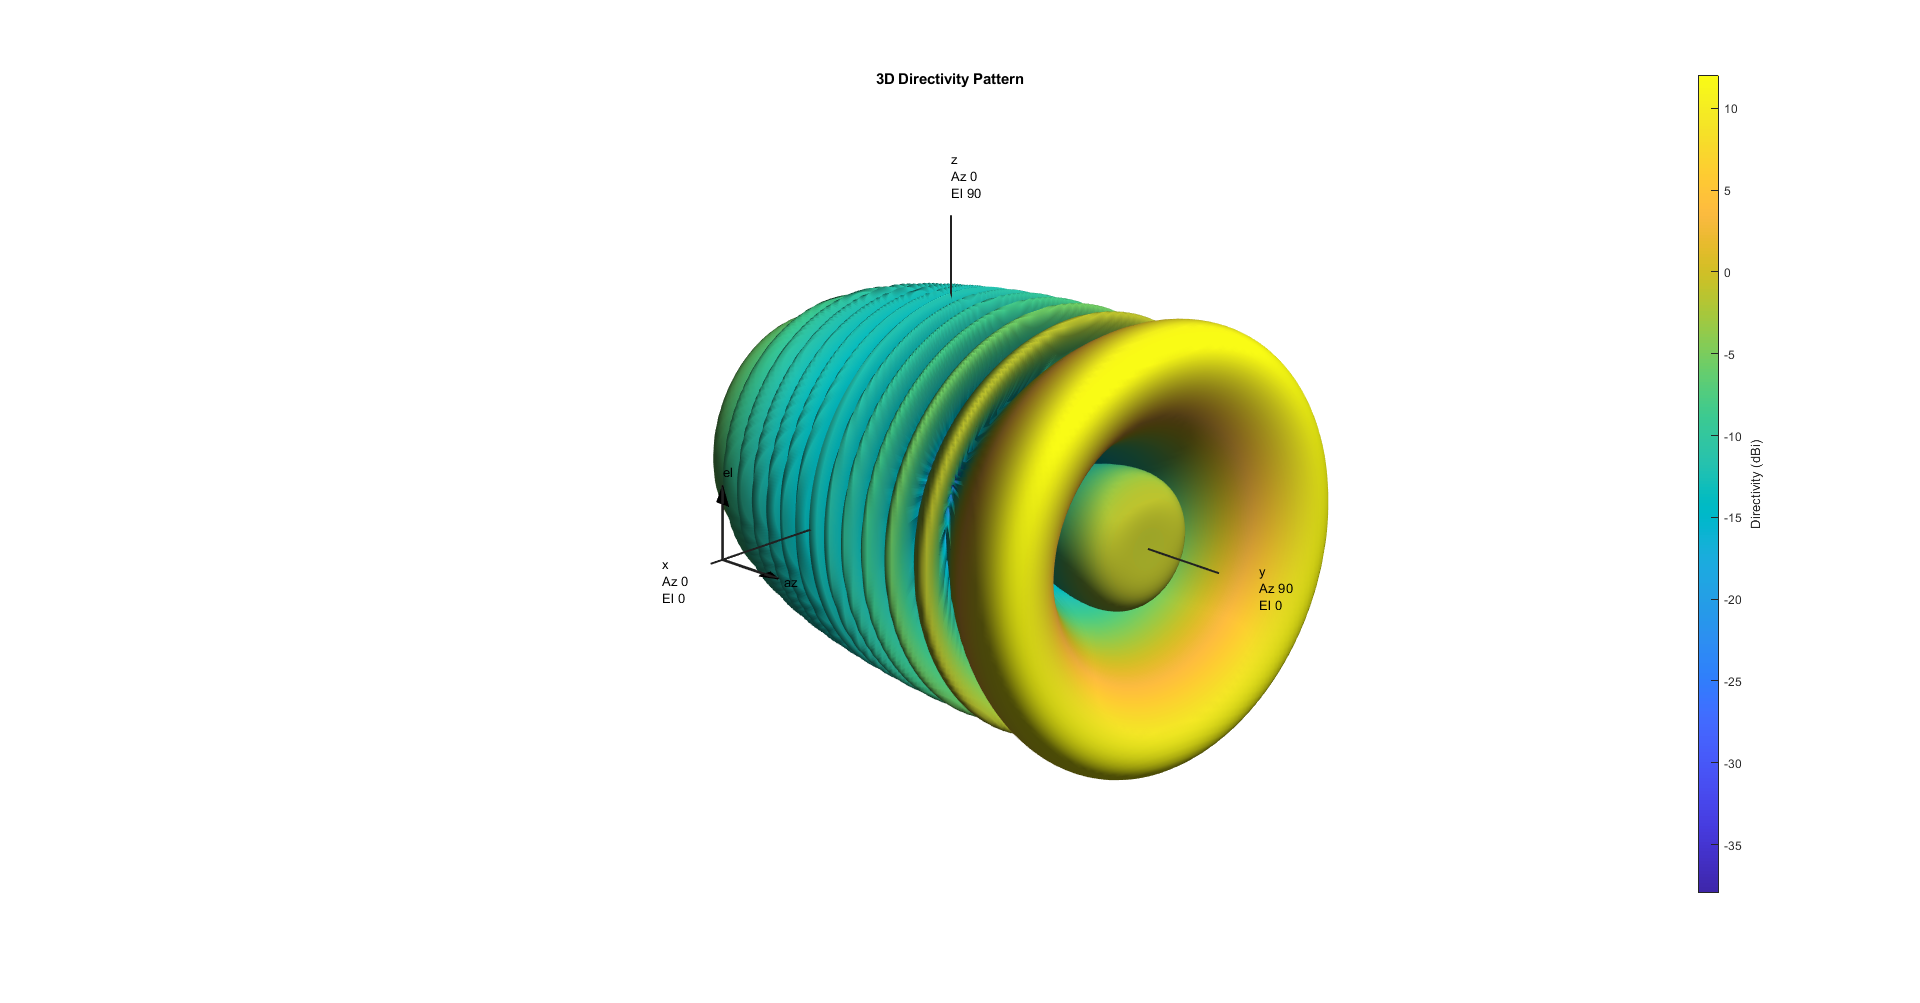 3D Directivity Pattern
z
Az 0
El 90
el
x
Az 0
El 0
az
y
Az 90
El 0
10
5
0
-5
-10
-15
-20
-25
-30
-35
Directivity (dBi)